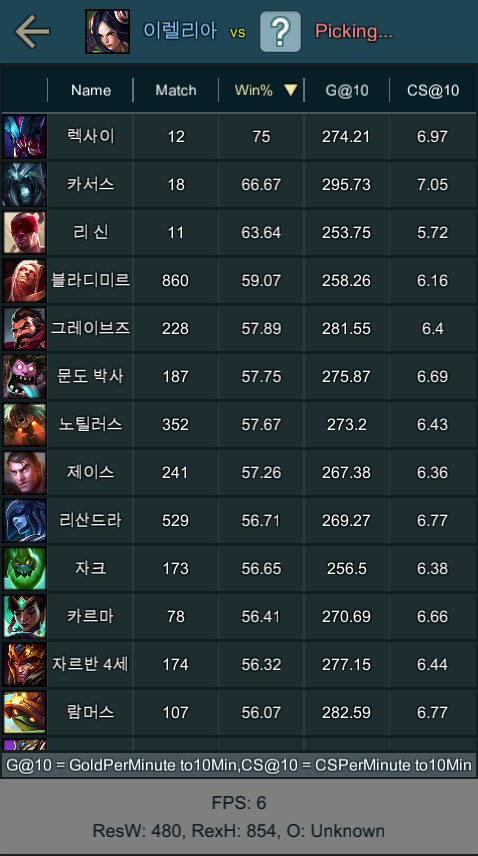 이렐리아 vs ? Picking...
Name Match Win% ▼ G@10 CS@10
렉사이 12 75 274.21 6.97
카서스 18 66.67 295.73 7.05
리 신 11 63.64 253.75 5.72
블라디미르 860 59.07 258.26 6.16
그레이브즈 228 57.89 281.55 6.4
문도 박사 187 57.75 275.87 6.69
노틸러스 352 57.67 273.2 6.43
제이스 241 57.26 267.38 6.36
리산드라 529 56.71 269.27 6.77
자크 173 56.65 256.5 6.38
카르마 78 56.41 270.69 6.66
자르반 4세 174 56.32 277.15 6.44
람머스 107 56.07 282.59 6.77
G@10 = GoldPerMinute to10Min,CS@10 = CSPerMinute to10Min
FPS: 6
ResW: 480, RexH: 854, O: Unknown